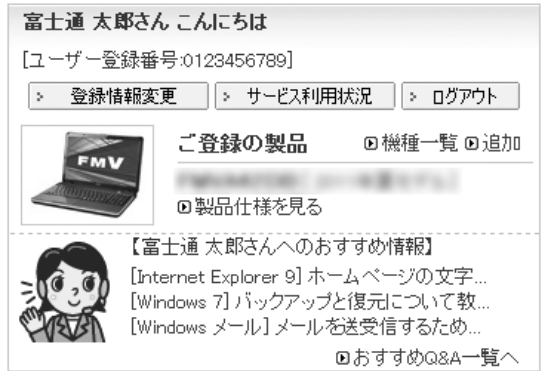 富士通 太郎さん こんにちは
[ユーザー登録番号:0123456789]
登録情報変更 サービス利用状況 ログアウト
ご登録の製品 機種一覧 追加
FMV
製品仕様を見る
【富士通 太郎さんへのおすすめ情報】
[Internet Explorer 9] ホームページの文字...
[Windows 7] バックアップと復元について教...
[Windows メール] メールを送受信するため...
おすすめQ&A一覧へ